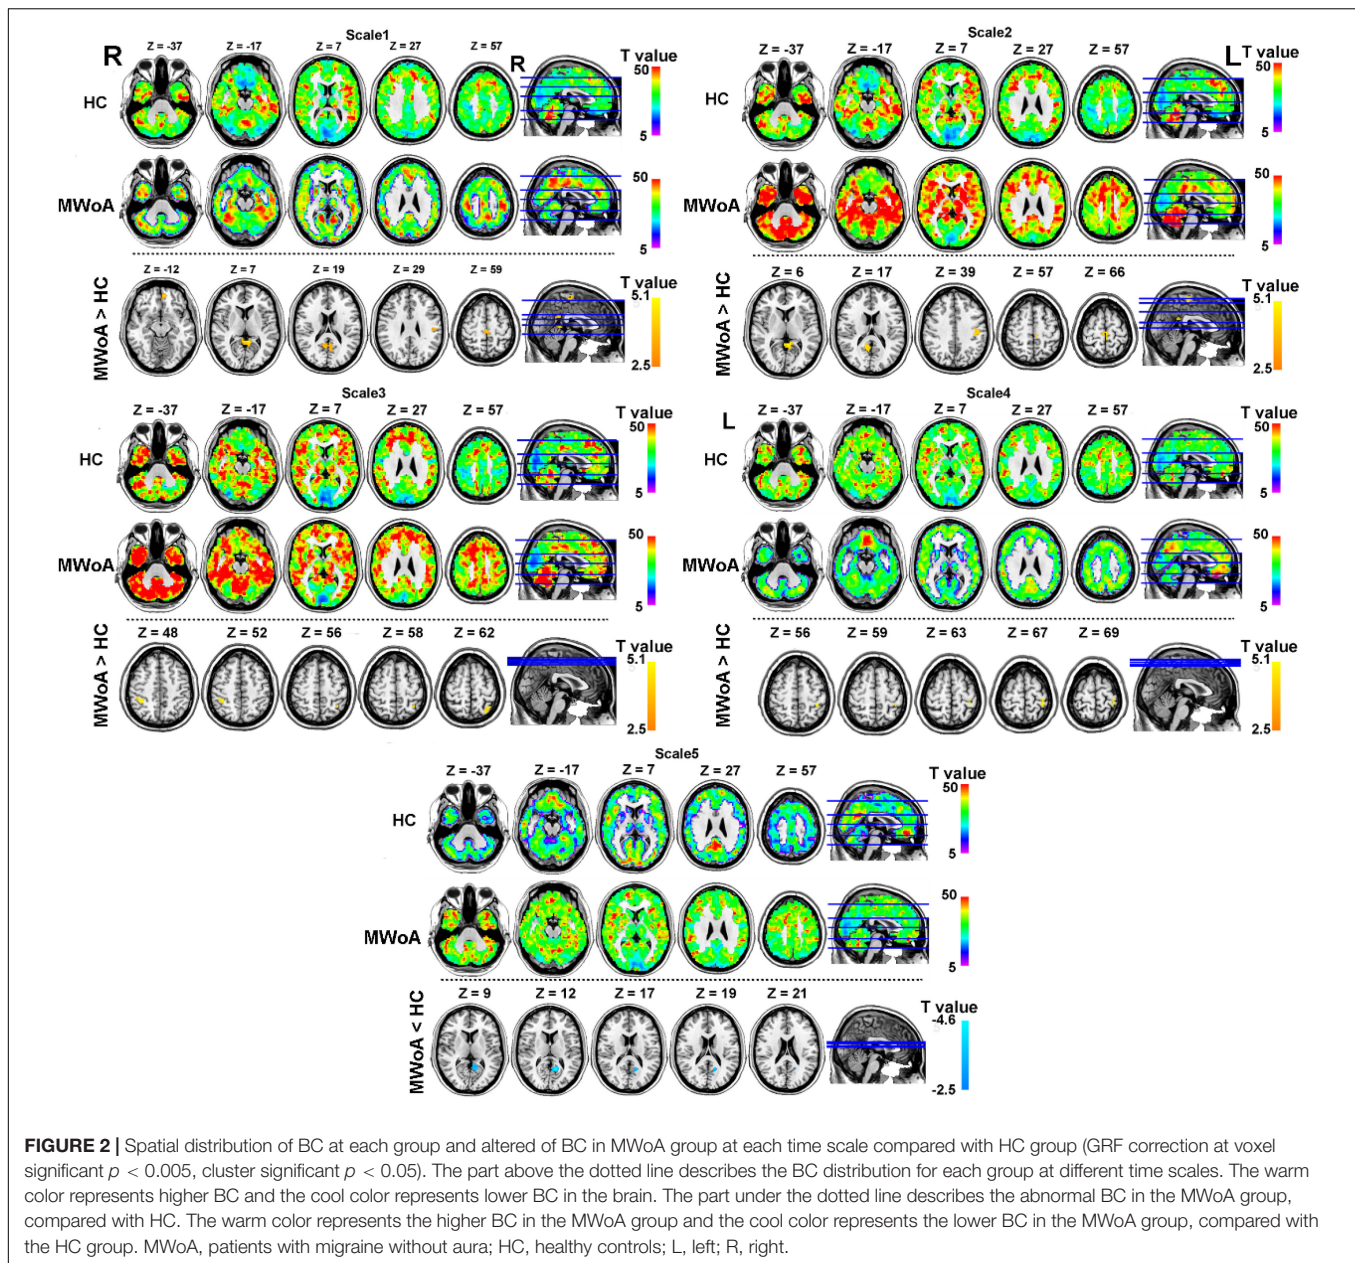 Scale1
R
Z = -37 Z = -17 Z = 7 Z = 27 Z = 57
R
T value
HC
50
5
MWoA
50
5
MWoA > HC
Z = -12 Z = 7 Z = 19 Z = 29 Z = 59
5.1
2.5
Scale2
Z = -37 Z = -17 Z = 7 Z = 27 Z = 57
L
T value
HC
50
5
MWoA
50
5
MWoA > HC
Z = 6 Z = 17 Z = 39 Z = 57 Z = 66
5.1
2.5
Scale3
Z = -37 Z = -17 Z = 7 Z = 27 Z = 57
T value
HC
50
5
MWoA
50
5
MWoA > HC
Z = 48 Z = 52 Z = 56 Z = 58 Z = 62
T value
5.1
2.5
Scale4
L
Z = -37 Z = -17 Z = 7 Z = 27 Z = 57
T value
HC
50
5
MWoA
50
5
MWoA > HC
Z = 56 Z = 59 Z = 63 Z = 67 Z = 69
T value
5.1
2.5
Scale5
Z = -37 Z = -17 Z = 7 Z = 27 Z = 57
T value
HC
50
5
MWoA
50
5
MWoA < HC
Z = 9 Z = 12 Z = 17 Z = 19 Z = 21
T value
-4.6
-2.5
FIGURE 2 | Spatial distribution of BC at each group and altered of BC in MWoA group at each time scale compared with HC group (GRF correction at voxel
significant p < 0.005, cluster significant p < 0.05). The part above the dotted line describes the BC distribution for each group at different time scales. The warm
color represents higher BC and the cool color represents lower BC in the brain. The part under the dotted line describes the abnormal BC in the MWoA group,
compared with HC. The warm color represents the higher BC in the MWoA group and the cool color represents the lower BC in the MWoA group, compared with
the HC group. MWoA, patients with migraine without aura; HC, healthy controls; L, left; R, right.